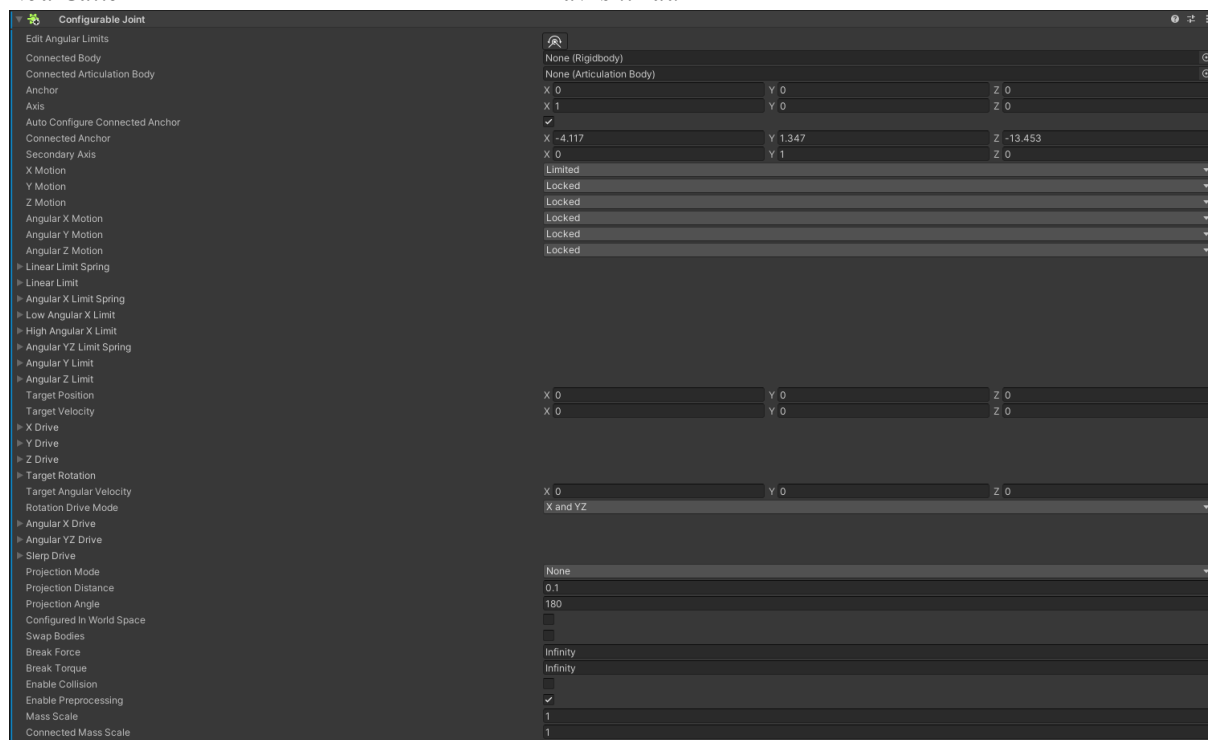 Configurable Joint
Edit Angular Limits
Connected Body None (Rigidbody)
Connected Articulation Body None (Articulation Body)
Anchor X 0 Y 0 Z 0
Axis X 1 Y 0 Z 0
Auto Configure Connected Anchor
Connected Anchor X -4.117 Y 1.347 Z -13.453
Secondary Axis X 0 Y 1 Z 0
X Motion Limited
Y Motion Locked
Z Motion Locked
Angular X Motion Locked
Angular Y Motion Locked
Angular Z Motion Locked
Linear Limit Spring
Linear Limit
Angular X Limit Spring
Low Angular X Limit
High Angular X Limit
Angular YZ Limit Spring
Angular Y Limit
Angular Z Limit
Target Position X 0 Y 0 Z 0
Target Velocity X 0 Y 0 Z 0
X Drive
Y Drive
Z Drive
Target Rotation
Target Angular Velocity X 0 Y 0 Z 0
Rotation Drive Mode X and YZ
Angular X Drive
Angular YZ Drive
Slerp Drive
Projection Mode None
Projection Distance 0.1
Projection Angle 180
Configured In World Space
Swap Bodies
Break Force Infinity
Break Torque Infinity
Enable Collision
Enable Preprocessing
Mass Scale 1
Connected Mass Scale 1